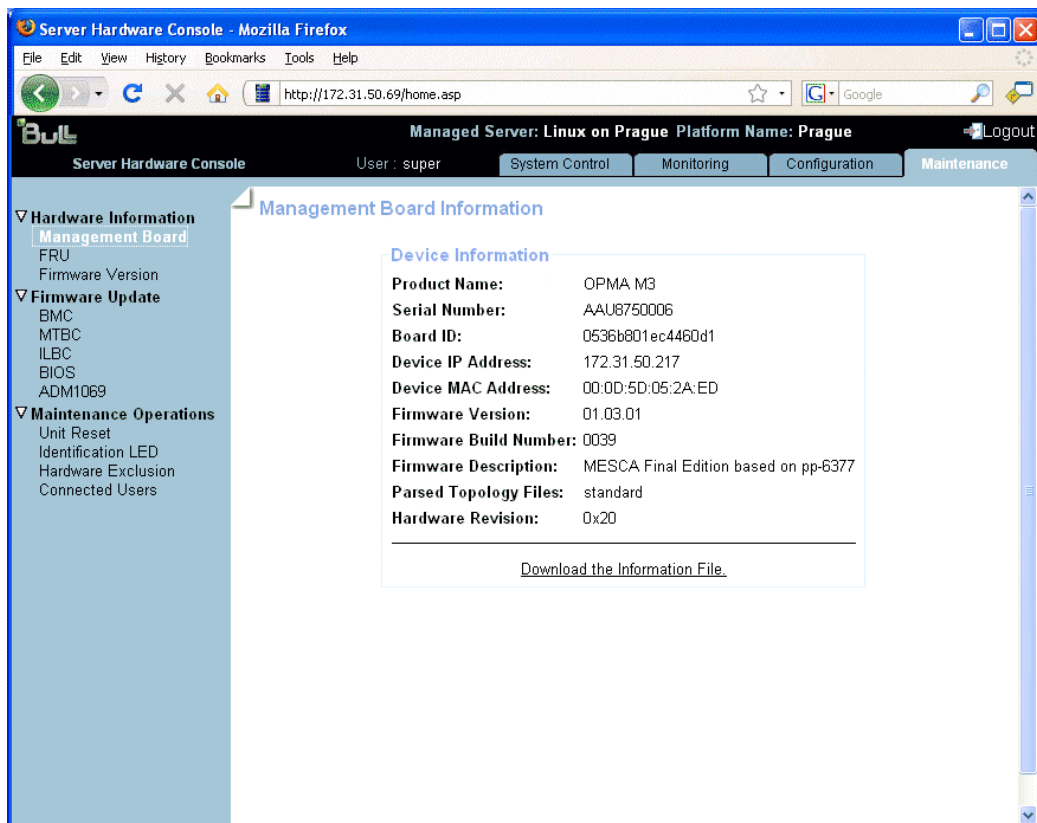 Server Hardware Console - Mozilla Firefox
File Edit View History Bookmarks Tools Help
http://172.31.50.69/home.asp
G Google
Bull
Managed Server: Linux on Prague Platform Name: Prague
Logout
Server Hardware Console
User : super
System Control
Monitoring
Configuration
Maintenance
Hardware Information
Management Board
FRU
Firmware Version
Firmware Update
BMC
MTBC
ILBC
BIOS
ADM1069
Maintenance Operations
Unit Reset
Identification LED
Hardware Exclusion
Connected Users
Management Board Information
Device Information
Product Name: OPMA M3
Serial Number: AAU8750006
Board ID: 0536b801ec4460d1
Device IP Address: 172.31.50.217
Device MAC Address: 00:0D:5D:05:2A:ED
Firmware Version: 01.03.01
Firmware Build Number: 0039
Firmware Description: MESCA Final Edition based on pp-6377
Parsed Topology Files: standard
Hardware Revision: 0x20
Download the Information File.